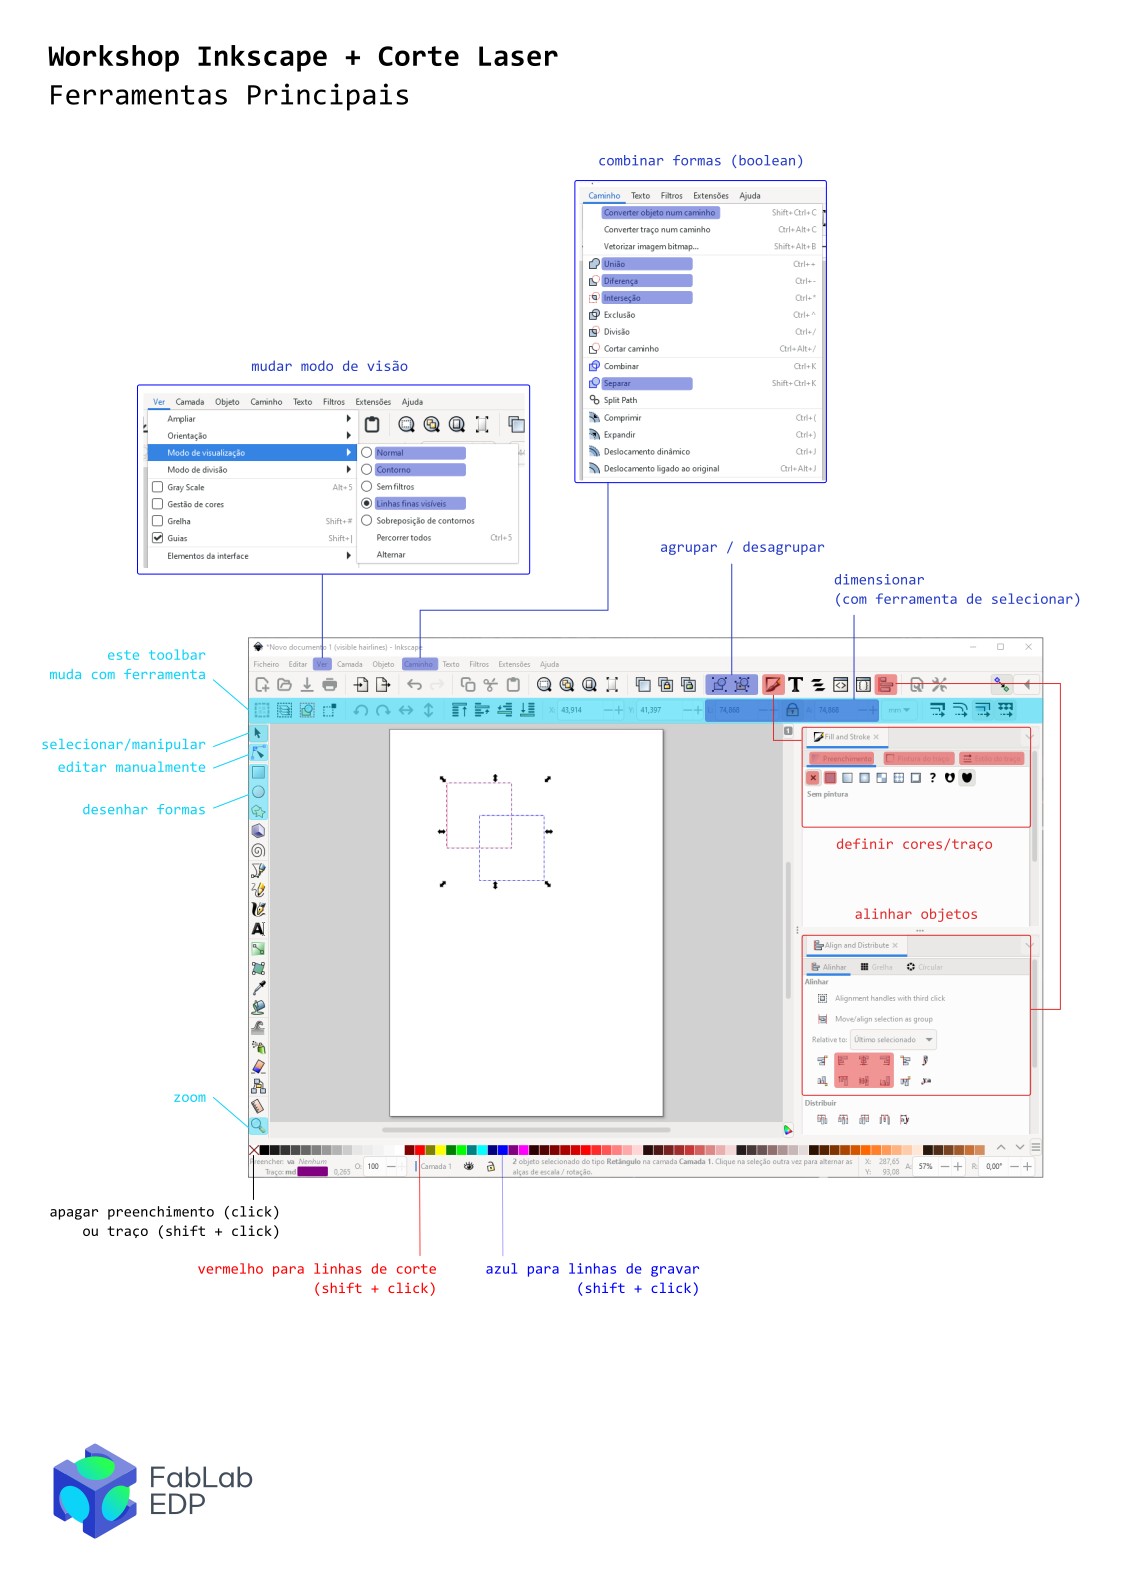 Workshop Inkscape + Corte Laser
Ferramentas Principais
combinar formas (boolean)
Caminho Texto Filtros Extensões Ajuda
Converter objeto num caminho Shift+Ctrl+C
Converter traço num caminho Ctrl+Alt+C
Vetorizar imagem bitmap... Shift+Alt+B
União Ctrl++
Diferença Ctrl+-
Interseção Ctrl+*
Exclusão Ctrl+^
Divisão Ctrl+/
Cortar caminho Ctrl+Alt+/
Combinar Ctrl+K
Separar Shift+Ctrl+K
Split Path
Comprimir Ctrl+(
Expandir Ctrl+)
Deslocamento dinâmico Ctrl+J
Deslocamento ligado ao original Ctrl+Alt+J
mudar modo de visão
Ver Camada Objeto Caminho Texto Filtros Extensões Ajuda
Ampliar
Orientação
Modo de visualização
Modo de divisão
Gray Scale Alt+5
Gestão de cores
Grelha Shift+#
Guias Shift+|
Elementos da interface
Normal
Contorno
Sem filtros
Linhas finas visíveis
Sobreposição de contornos
Percorrer todos Ctrl+5
Alternar
agrupar / desagrupar
dimensionar
(com ferramenta de selecionar)
este toolbar
muda com ferramenta
selecionar/manipular
editar manualmente
desenhar formas
zoom
*Novo documento 1 (visible hairlines) - Inkscape
Ficheiro Editar Ver Camada Objeto Caminho Texto Filtros Extensões Ajuda
X: 43,914 Y: 41,397 74,868 74,868 mm
Fill and Stroke
Preenchimento
Sem pintura
definir cores/traço
alinhar objetos
Align and Distribute
Alinhar Grelha Circular
Alinhar
Alignment handles with third click
Move/align selection as group
Relative to: Último selecionado
Distribuir
Nenhum
Traço: 0,265
O: 100
Camada 1
2 objeto selecionado do tipo Retângulo na camada Camada 1. Clique na seleção outra vez para alternar as
alças de escala / rotação.
X: 287,65
Y: 93,08
A: 57%
R: 0,00°
apagar preenchimento (click)
ou traço (shift + click)
vermelho para linhas de corte
(shift + click)
azul para linhas de gravar
(shift + click)
FabLab
EDP